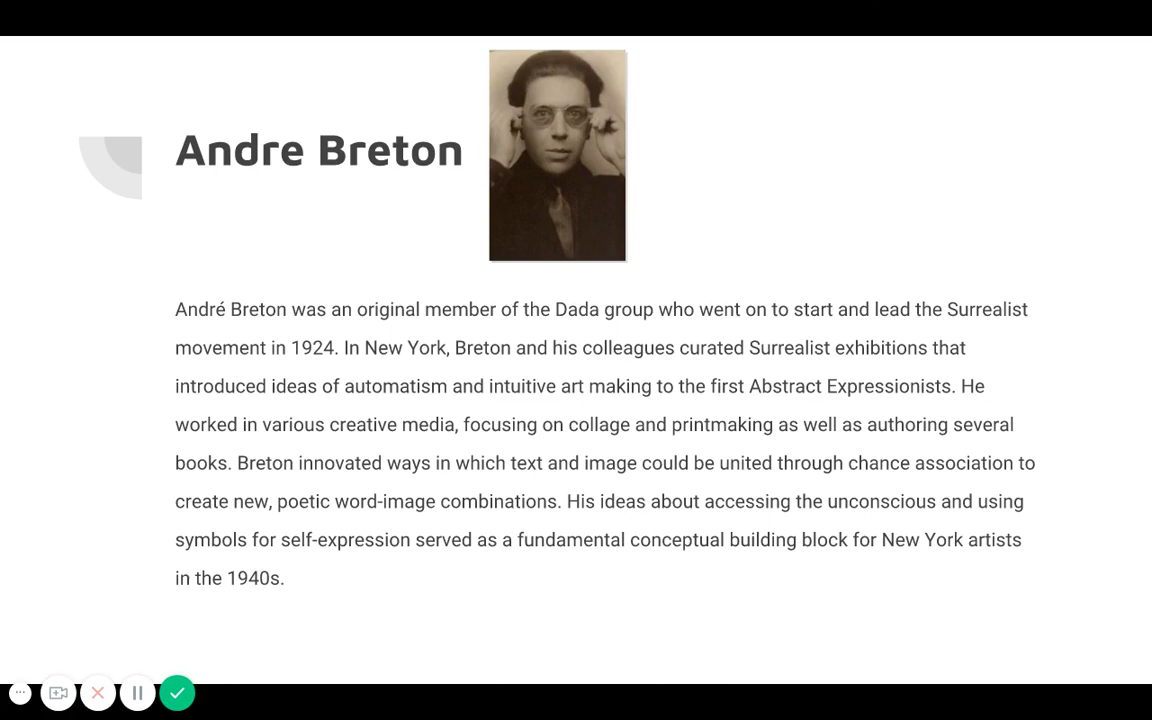 Andre Breton
André Breton was an original member of the Dada group who went on to start and lead the Surrealist
movement in 1924. In New York, Breton and his colleagues curated Surrealist exhibitions that
introduced ideas of automatism and intuitive art making to the first Abstract Expressionists. He
worked in various creative media, focusing on collage and printmaking as well as authoring several
books. Breton innovated ways in which text and image could be united through chance association to
create new, poetic word-image combinations. His ideas about accessing the unconscious and using
symbols for self-expression served as a fundamental conceptual building block for New York artists
in the 1940s.